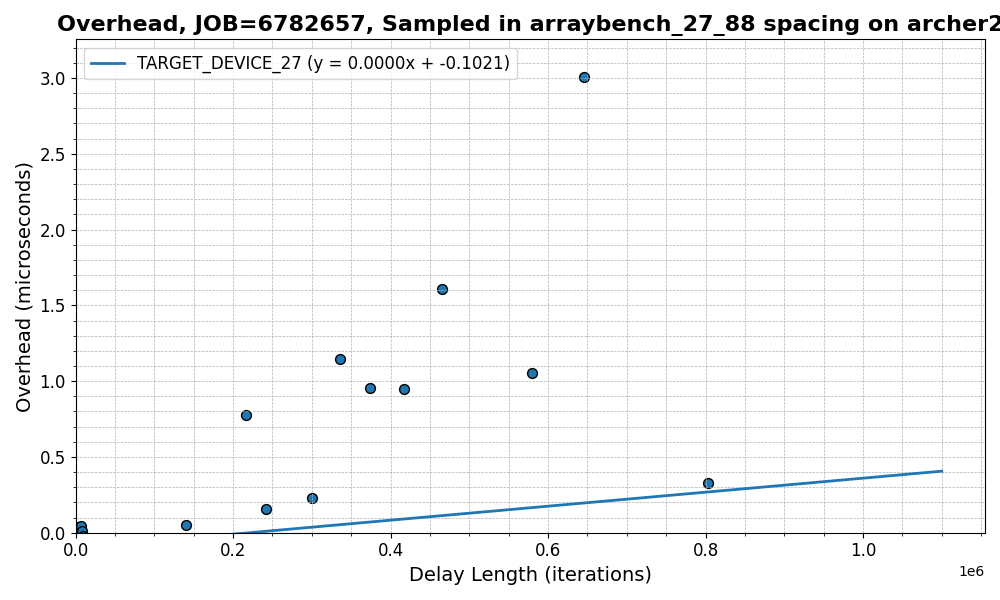 Overhead, JOB=6782657, Sampled in arraybench_27_88 spacing on archer2
TARGET_DEVICE_27 (y = 0.0000x + -0.1021)
Overhead (microseconds)
3.0
2.5
2.0
1.5
1.0
0.5
0.0
0.0 0.2 0.4 0.6 0.8 1.0
1e6
Delay Length (iterations)